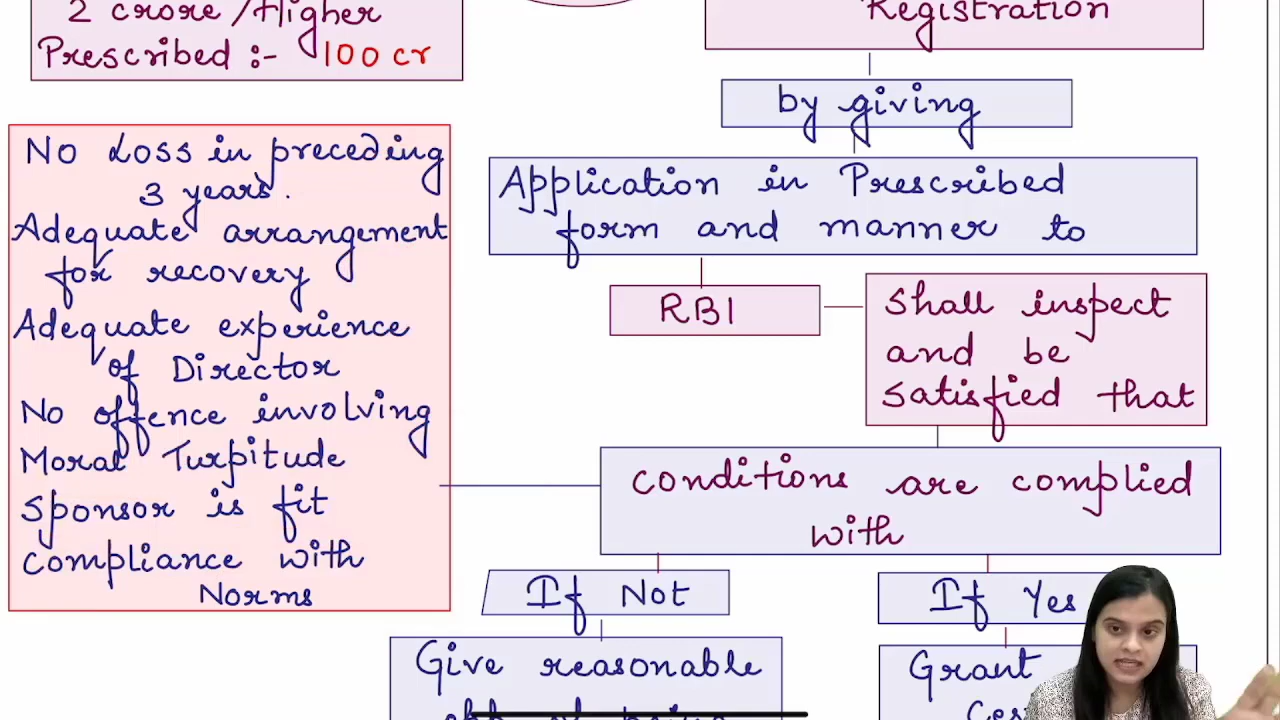 2 crore / Higher
Prescribed :- 100 cr
Registration
by giving
Application in Prescribed
form and manner to
RBI
Shall inspect
and be
satisfied that
conditions are complied
with
No Loss in preceding
3 years.
Adequate arrangement
for recovery
Adequate experience
of Director
No offence involving
Moral Turpitude
Sponsor is fit
compliance with
Norms
If Not
Give reasonable
If Yes
Grant